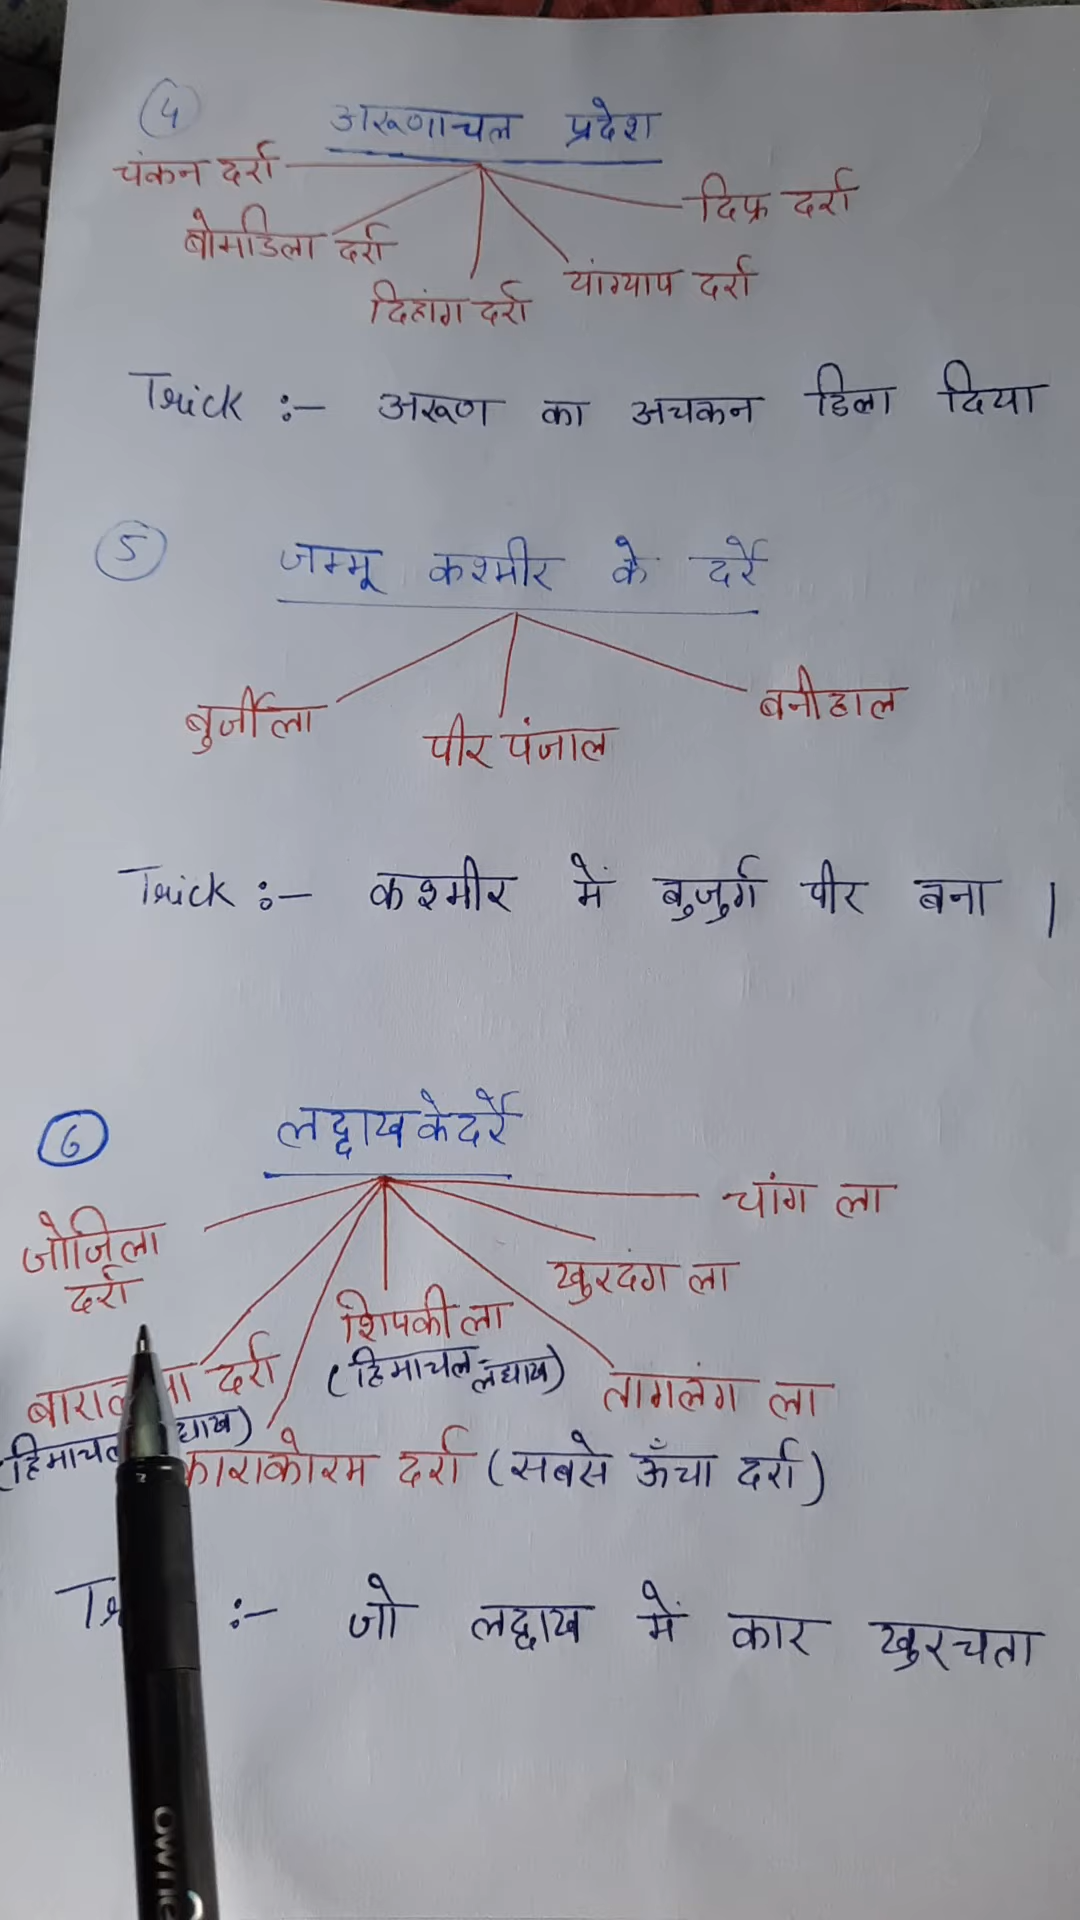 4 अरूणाचल प्रदेश
चंकन दर्रा
दिफ्र दर्रा
बोमडिला दर्रा
यांग्याप दर्रा
दिहांग दर्रा
Trick :- अरूण का अचकन डिला दिया
5 जम्मू कश्मीर के दर्रे
बुर्जीला
पीर पंजाल
बनीहाल
Trick :- कश्मीर में बुजुर्ग पीर बना |
6 लद्दाख के दर्रे
चांग ला
जोजिला
दर्रा
खुरदंग ला
शिपकी ला
(हिमाचल लद्याख)
दर्रा
तागलंग ला
काराकोरम दर्रा (सबसे ऊँचा दर्रा)
:- जो लद्दाख में कार खुरचता